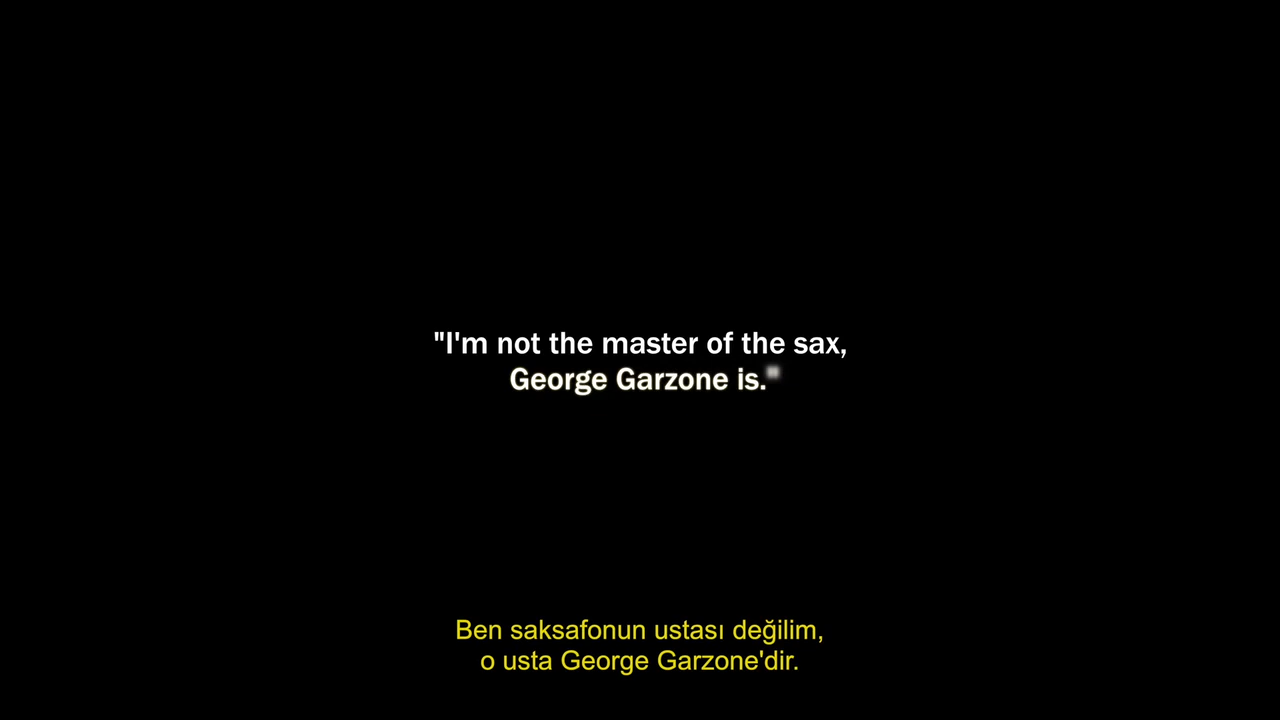 "I'm not the master of the sax,
George Garzone is."
Ben saksafonun ustası değilim,
o usta George Garzone'dir.